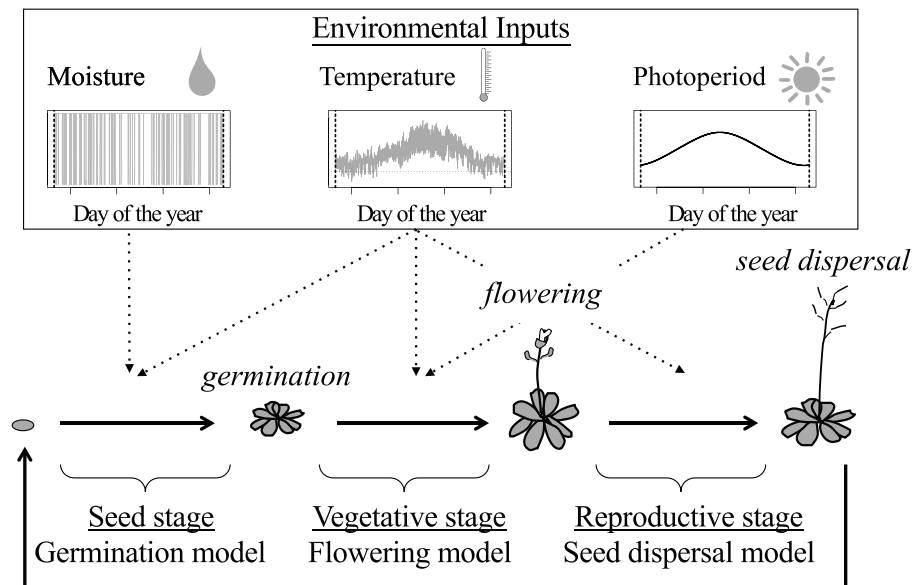 Environmental Inputs
Moisture
Temperature
Photoperiod
Day of the year
Day of the year
Day of the year
seed dispersal
flowering
germination
Seed stage
Germination model
Vegetative stage
Flowering model
Reproductive stage
Seed dispersal model